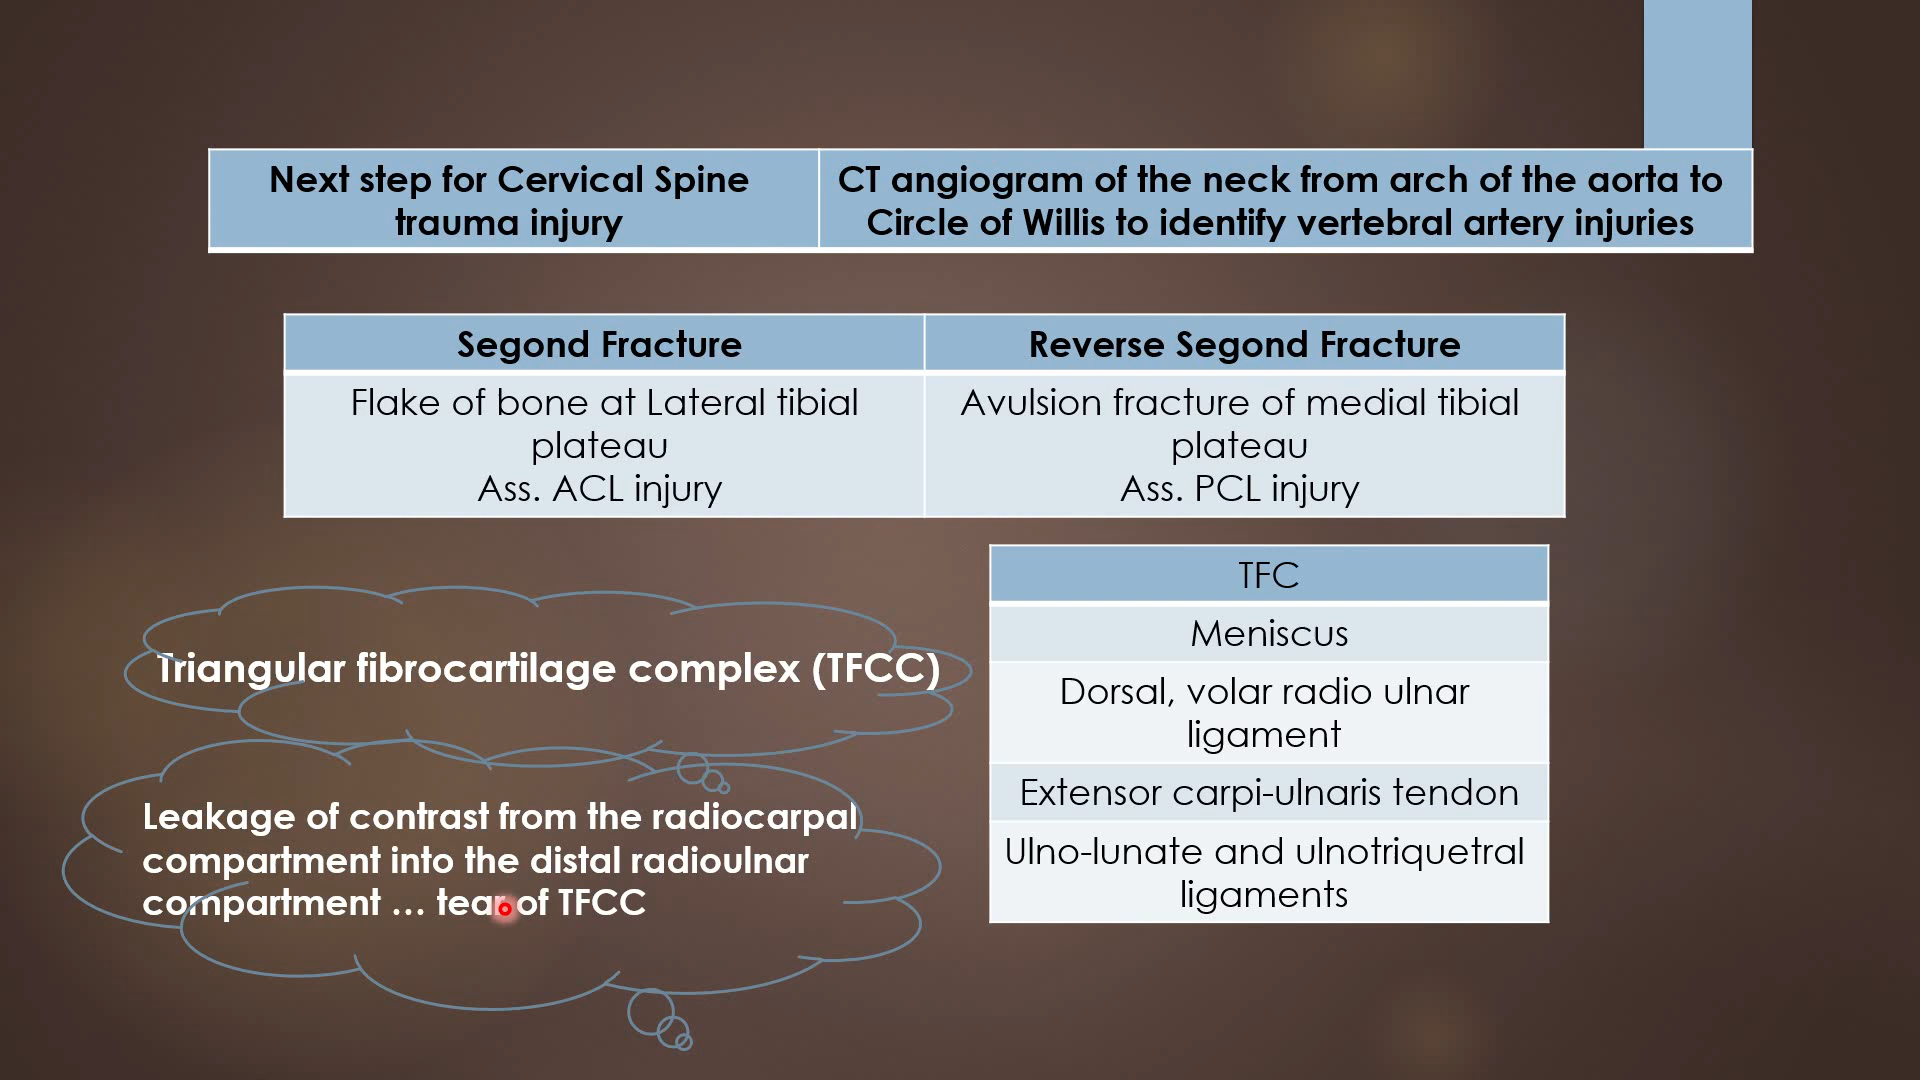 Next step for Cervical Spine
trauma injury
CT angiogram of the neck from arch of the aorta to
Circle of Willis to identify vertebral artery injuries
Segond Fracture
Reverse Segond Fracture
Flake of bone at Lateral tibial
plateau
Ass. ACL injury
Avulsion fracture of medial tibial
plateau
Ass. PCL injury
Triangular fibrocartilage complex (TFCC)
Leakage of contrast from the radiocarpal
compartment into the distal radioulnar
compartment … tear of TFCC
TFC
Meniscus
Dorsal, volar radio ulnar
ligament
Extensor carpi-ulnaris tendon
Ulno-lunate and ulnotriquetral
ligaments